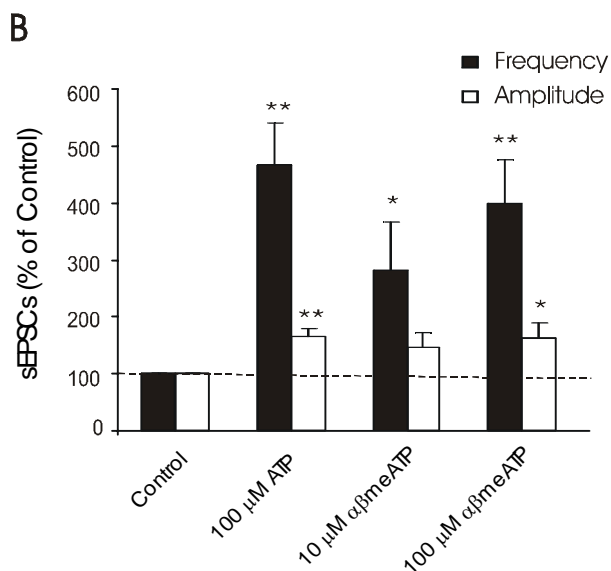 B
Frequency
Amplitude
sEPSCs (% of Control)
600
500
400
300
200
100
0
**
**
*
**
*
Control
100 μM ATP
10 μM αβmeATP
100 μM αβmeATP